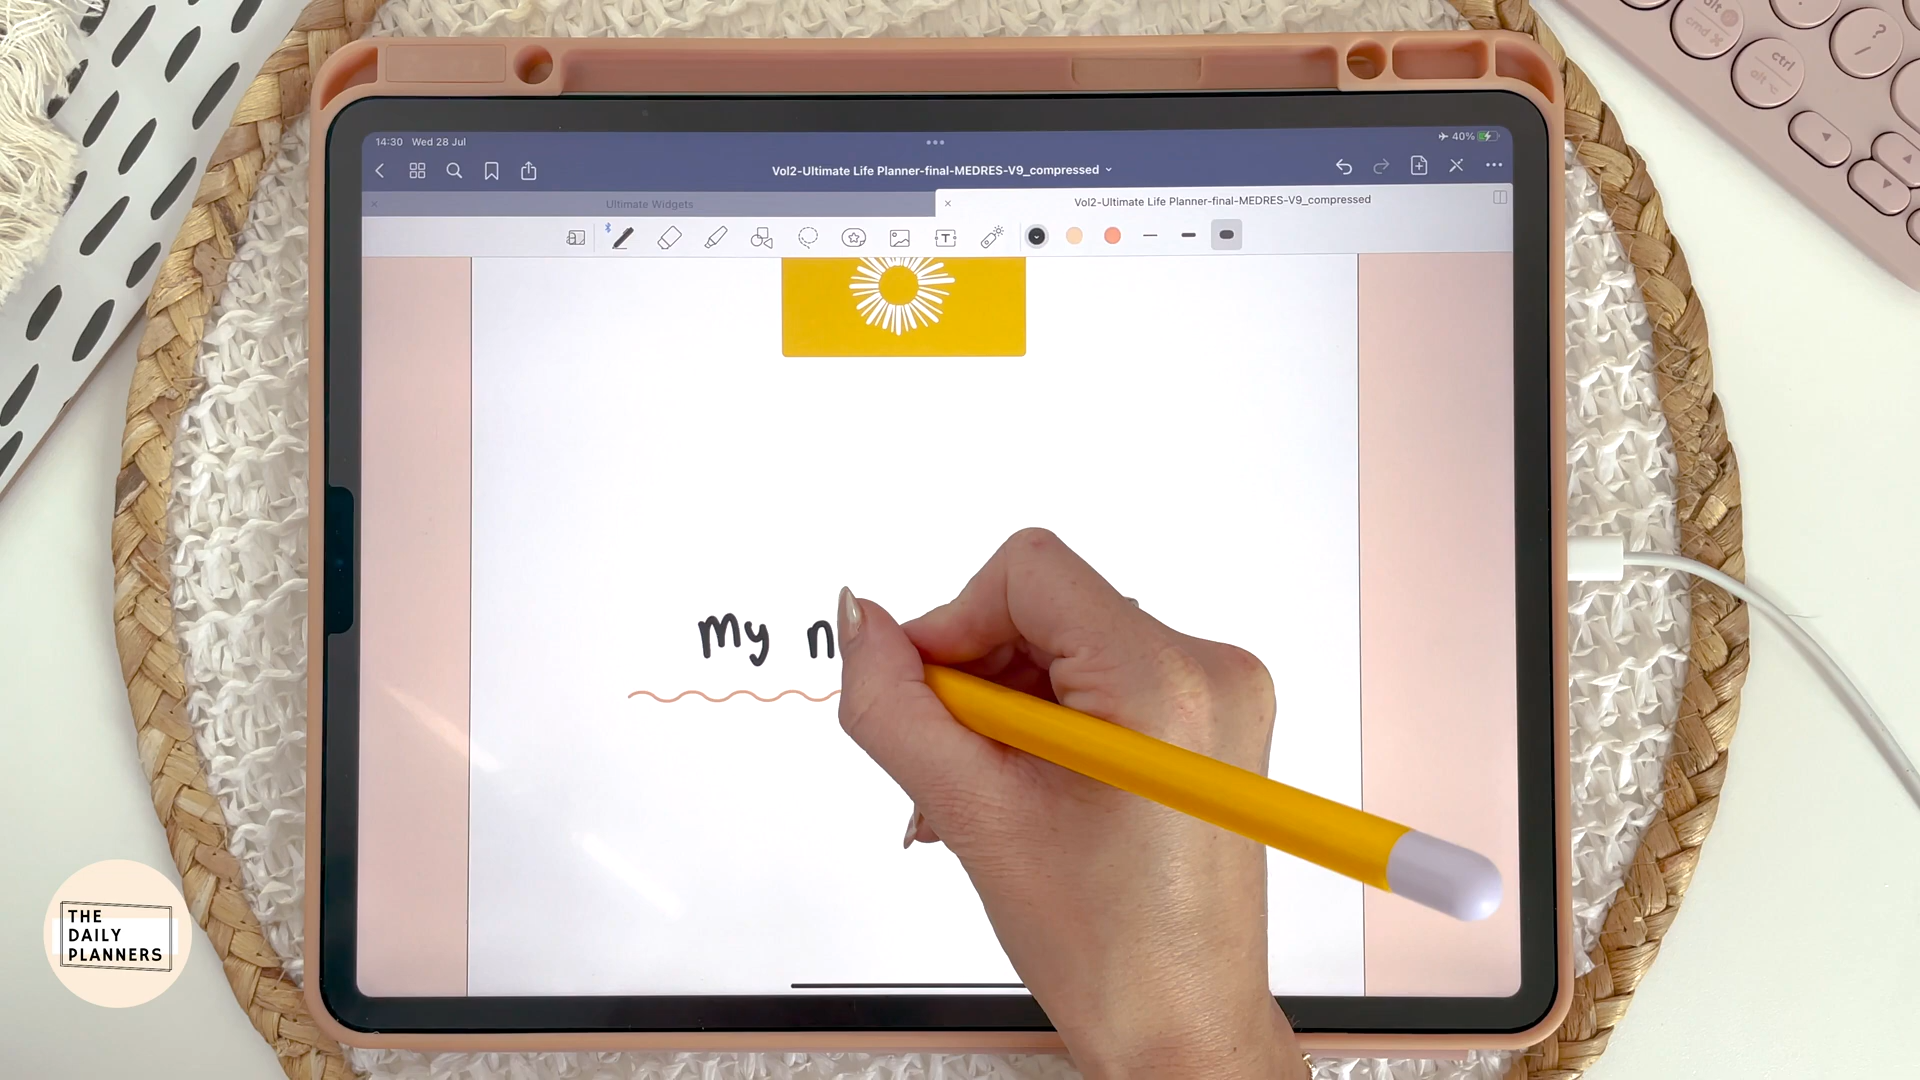 alt
cmd ⌘
ctrl
alt ⌥
?
/
14:30 Wed 28 Jul
40%
Vol2-Ultimate Life Planner-final-MEDRES-V9_compressed
Ultimate Widgets
Vol2-Ultimate Life Planner-final-MEDRES-V9_compressed
T
my n
THE
DAILY
PLANNERS